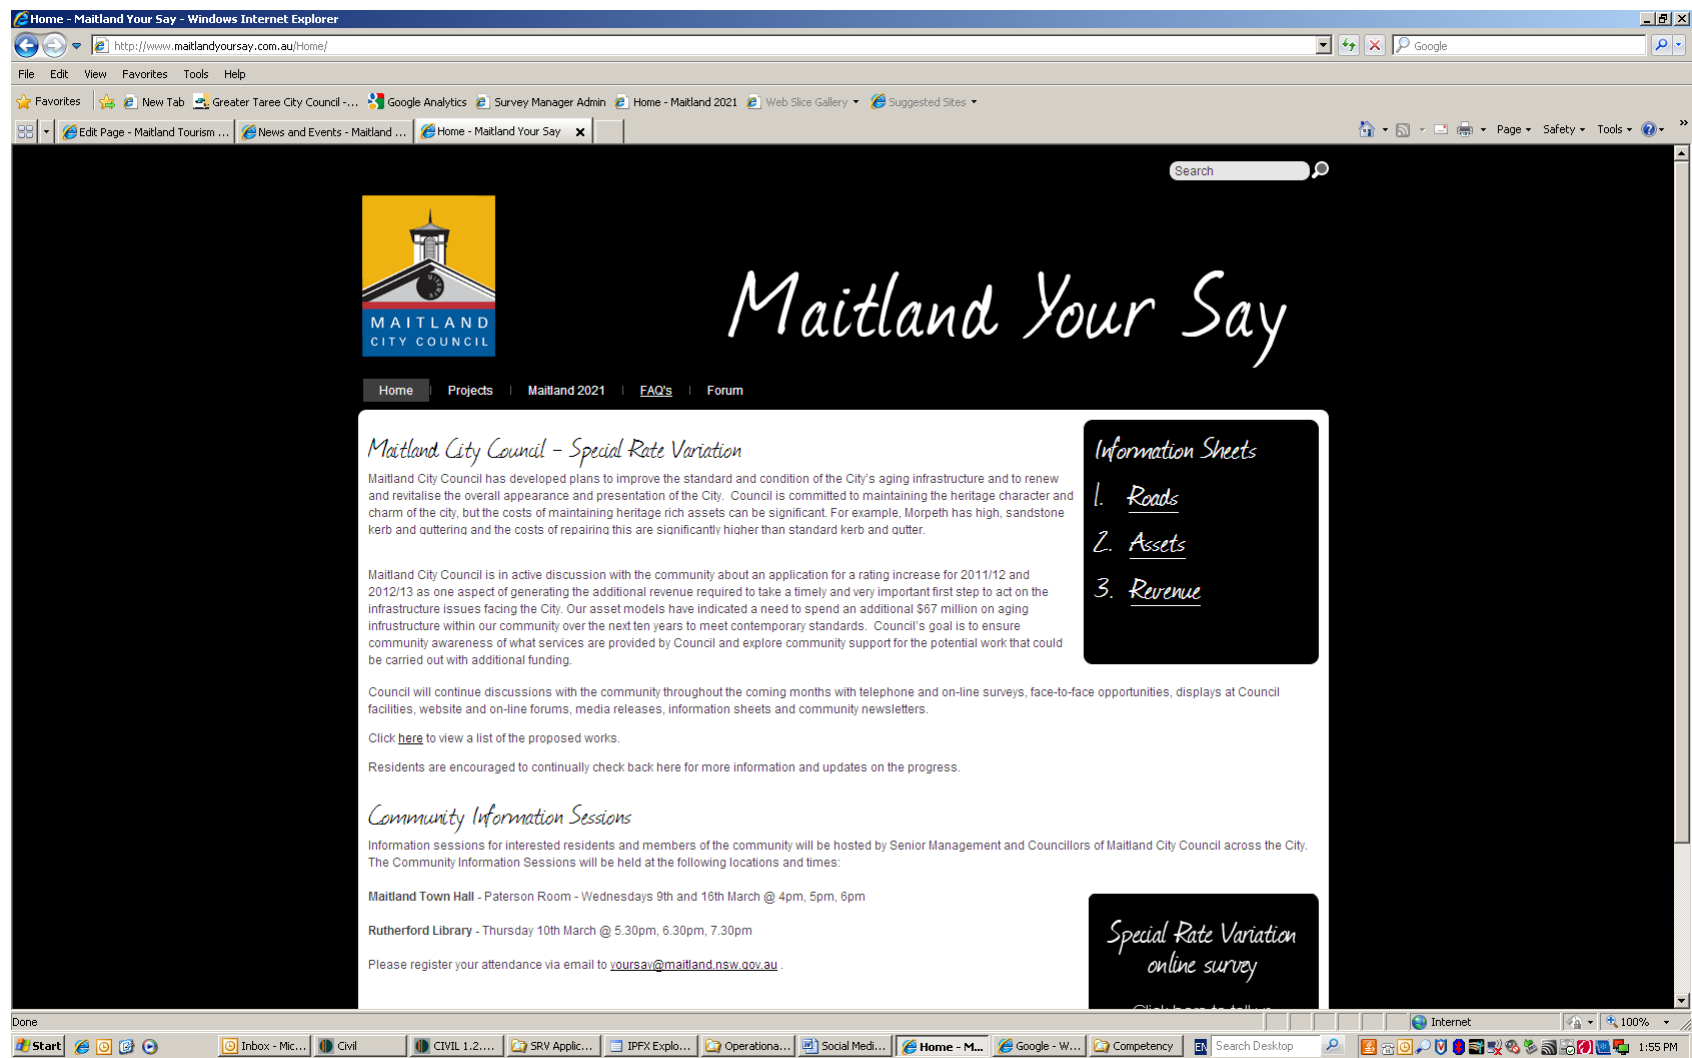 Home - Maitland Your Say - Windows Internet Explorer
http://www.maitlandyoursay.com.au/Home/
Google
File Edit View Favorites Tools Help
Favorites New Tab Greater Taree City Council -... Google Analytics Survey Manager Admin Home - Maitland 2021 Web Slice Gallery Suggested Sites
Edit Page - Maitland Tourism ... News and Events - Maitland ... Home - Maitland Your Say Page Safety Tools
Search
MAITLAND
CITY COUNCIL
Maitland Your Say
Home Projects Maitland 2021 FAQ's Forum
Maitland City Council - Special Rate Variation
Maitland City Council has developed plans to improve the standard and condition of the City's aging infrastructure and to renew
and revitalise the overall appearance and presentation of the City. Council is committed to maintaining the heritage character and
charm of the city, but the costs of maintaining heritage rich assets can be significant. For example, Morpeth has high, sandstone
kerb and guttering and the costs of repairing this are significantly higher than standard kerb and gutter.
Maitland City Council is in active discussion with the community about an application for a rating increase for 2011/12 and
2012/13 as one aspect of generating the additional revenue required to take a timely and very important first step to act on the
infrastructure issues facing the City. Our asset models have indicated a need to spend an additional $67 million on aging
infrustructure within our community over the next ten years to meet contemporary standards. Council's goal is to ensure
community awareness of what services are provided by Council and explore community support for the potential work that could
be carried out with additional funding.
Information Sheets
1. Roads
2. Assets
3. Revenue
Council will continue discussions with the community throughout the coming months with telephone and on-line surveys, face-to-face opportunities, displays at Council
facilities, website and on-line forums, media releases, information sheets and community newsletters.
Click here to view a list of the proposed works.
Residents are encouraged to continually check back here for more information and updates on the progress.
Community Information Sessions
Information sessions for interested residents and members of the community will be hosted by Senior Management and Councillors of Maitland City Council across the City.
The Community Information Sessions will be held at the following locations and times:
Maitland Town Hall - Paterson Room - Wednesdays 9th and 16th March @ 4pm, 5pm, 6pm
Rutherford Library - Thursday 10th March @ 5.30pm, 6.30pm, 7.30pm
Please register your attendance via email to yoursay@maitland.nsw.gov.au .
Special Rate Variation
online survey
Done Internet 100%
Start Inbox - Mic... Civil CIVIL 1.2.... SRV Applic... IPFX Explo... Operationa... Social Medi... Home - M... Google - W... Competency EN Search Desktop 1:55 PM